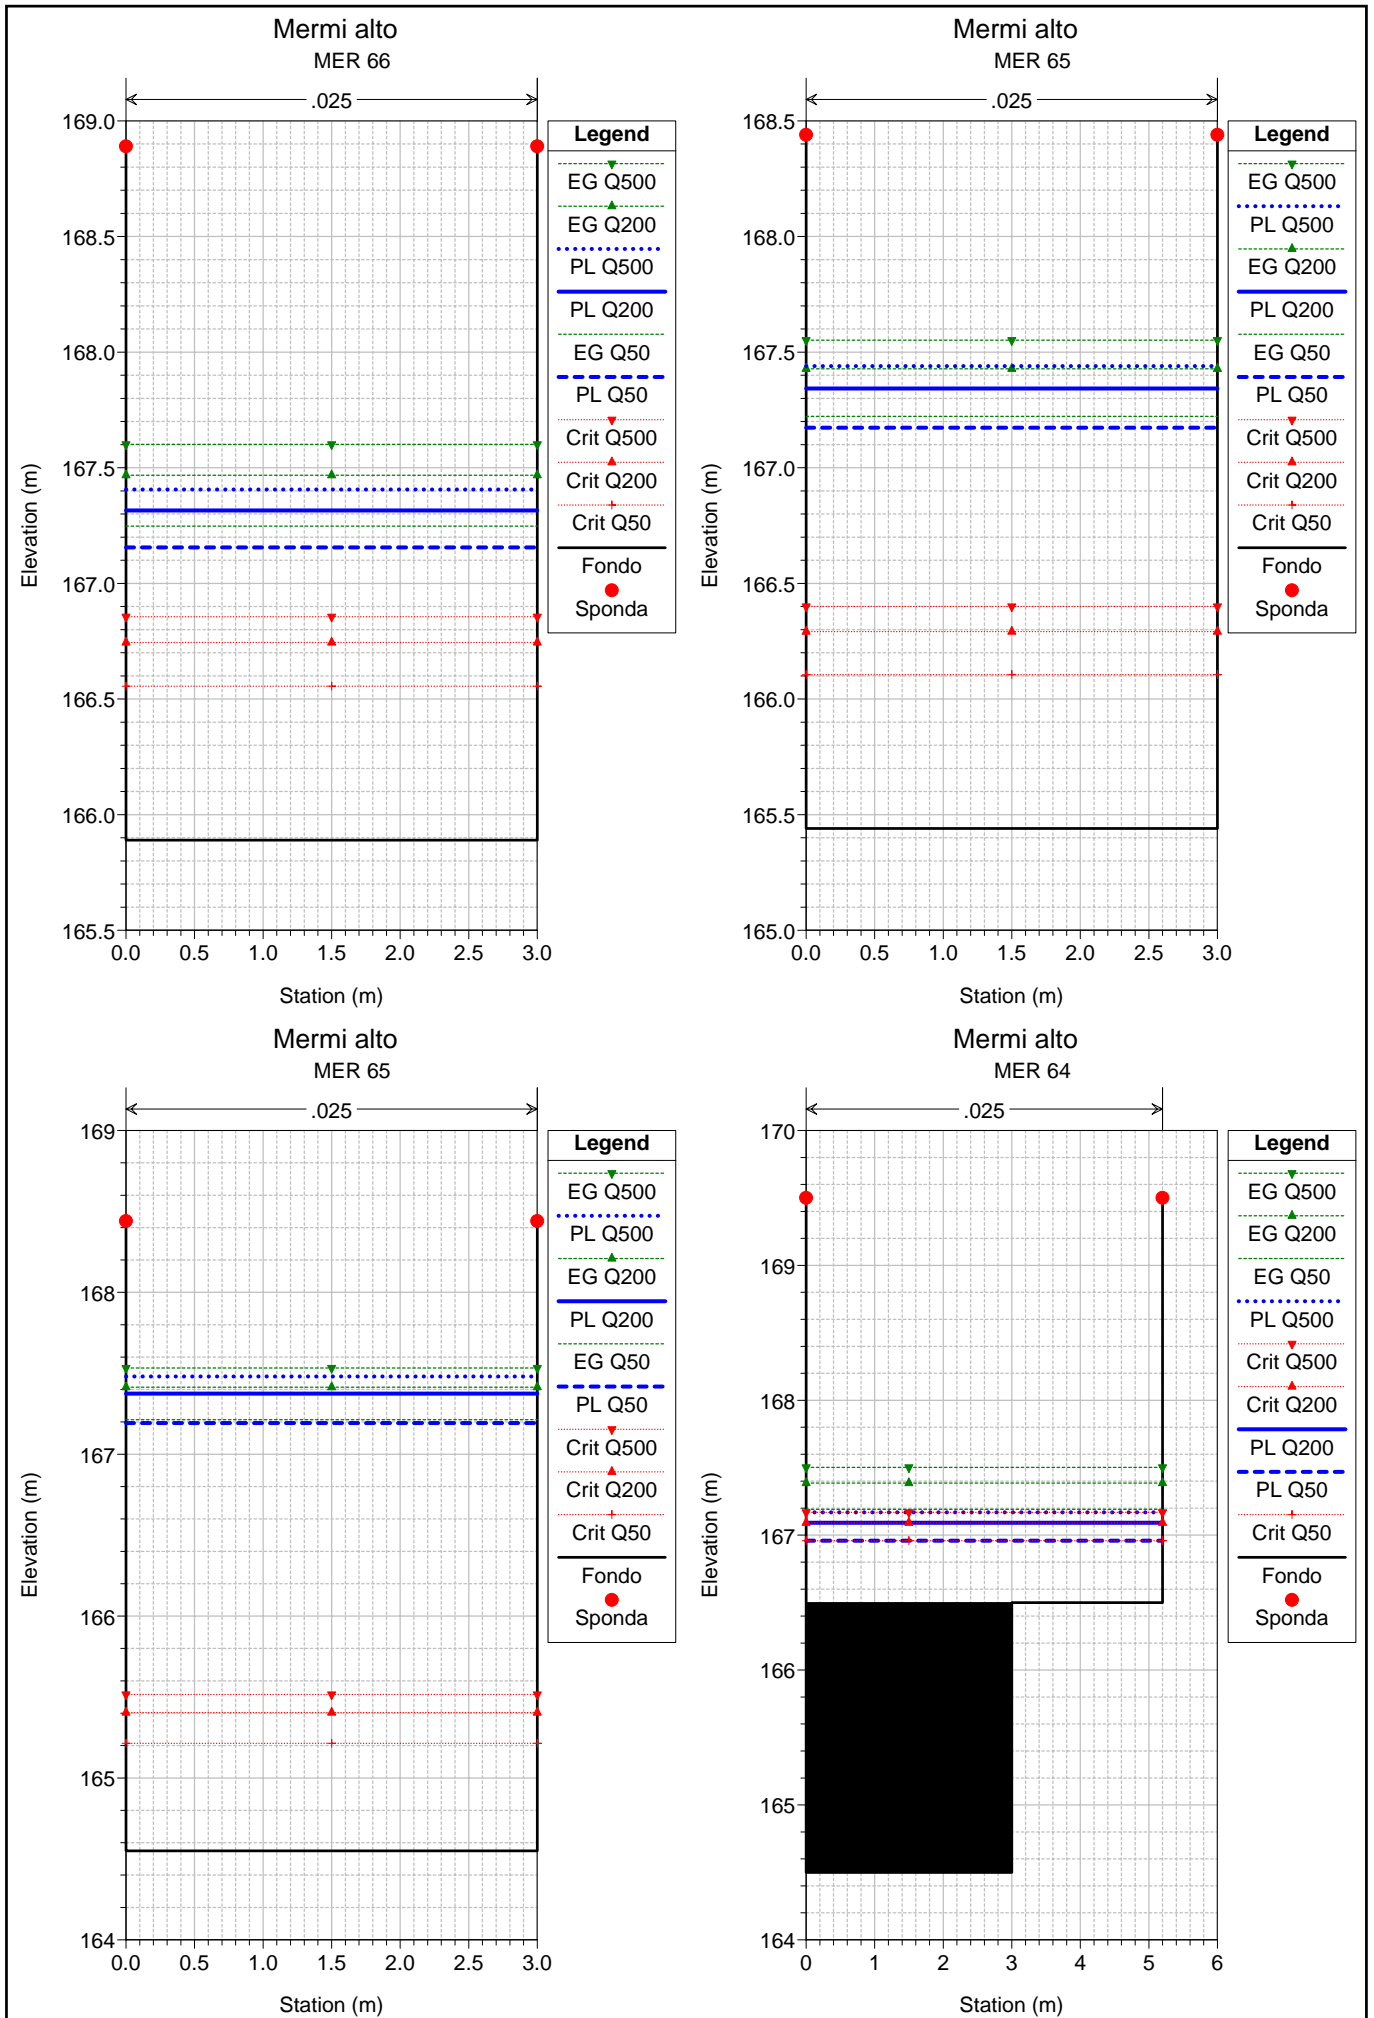 Mermi alto
MER 66
.025
169.0
168.5
168.0
167.5
167.0
166.5
166.0
165.5
0.0 0.5 1.0 1.5 2.0 2.5 3.0
Elevation (m)
Station (m)
Legend
EG Q500
EG Q200
PL Q500
PL Q200
EG Q50
PL Q50
Crit Q500
Crit Q200
Crit Q50
Fondo
Sponda
Mermi alto
MER 65
.025
168.5
168.0
167.5
167.0
166.5
166.0
165.5
165.0
0.0 0.5 1.0 1.5 2.0 2.5 3.0
Elevation (m)
Station (m)
Legend
EG Q500
PL Q500
EG Q200
PL Q200
EG Q50
PL Q50
Crit Q500
Crit Q200
Crit Q50
Fondo
Sponda
Mermi alto
MER 65
.025
169
168
167
166
165
164
0.0 0.5 1.0 1.5 2.0 2.5 3.0
Elevation (m)
Station (m)
Legend
EG Q500
PL Q500
EG Q200
PL Q200
EG Q50
PL Q50
Crit Q500
Crit Q200
Crit Q50
Fondo
Sponda
Mermi alto
MER 64
.025
170
169
168
167
166
165
164
0 1 2 3 4 5 6
Elevation (m)
Station (m)
Legend
EG Q500
EG Q200
EG Q50
PL Q500
Crit Q500
Crit Q200
PL Q200
PL Q50
Crit Q50
Fondo
Sponda